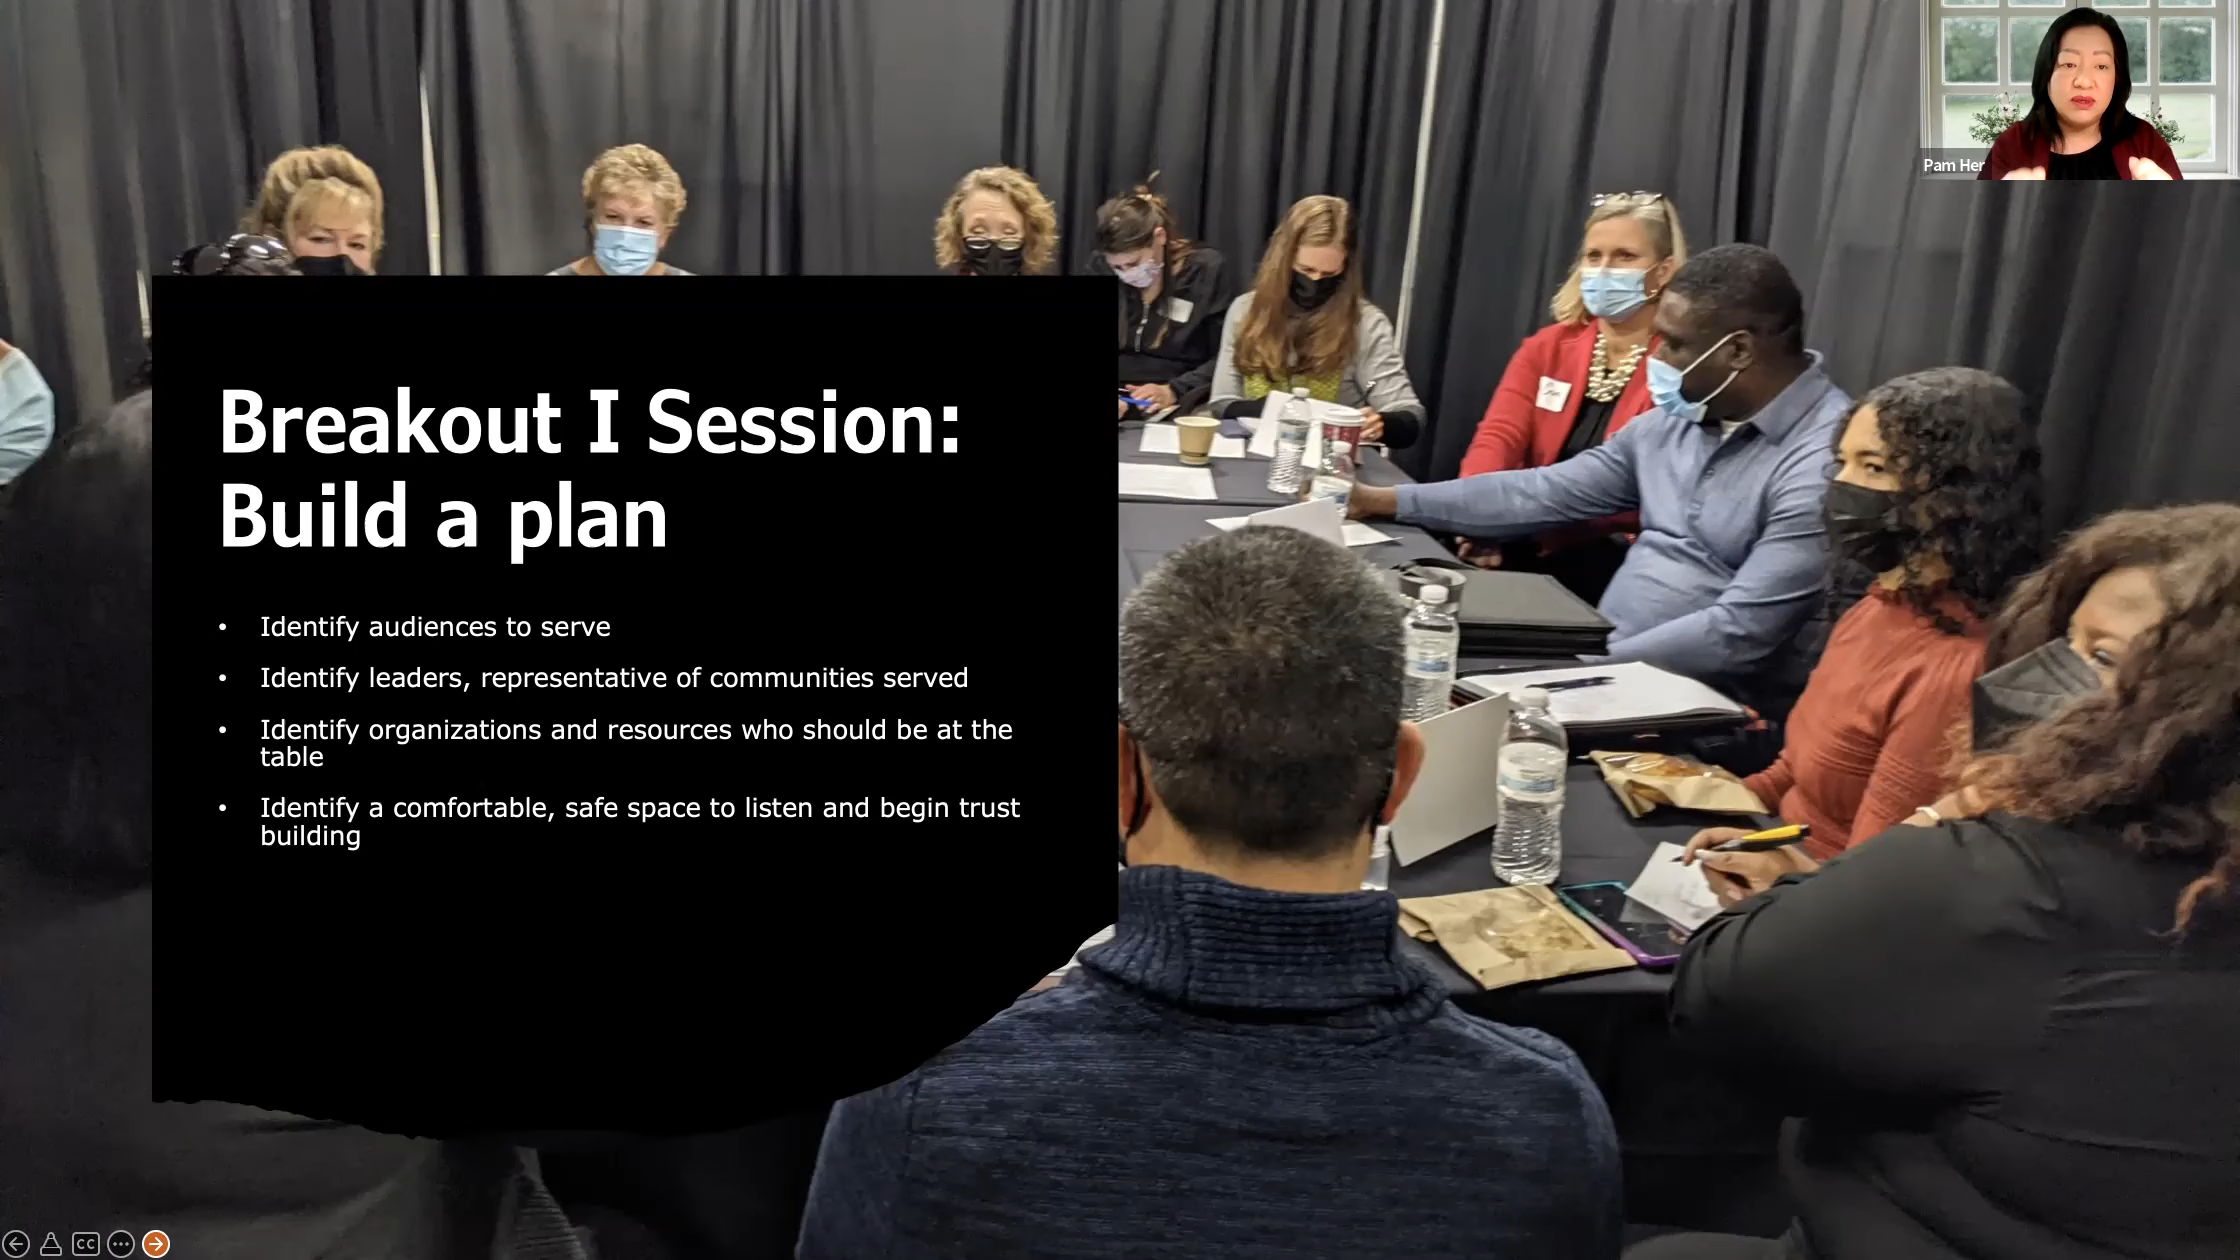 Pam Her
Breakout I Session:
Build a plan
• Identify audiences to serve
• Identify leaders, representative of communities served
• Identify organizations and resources who should be at the
table
• Identify a comfortable, safe space to listen and begin trust
building
CC